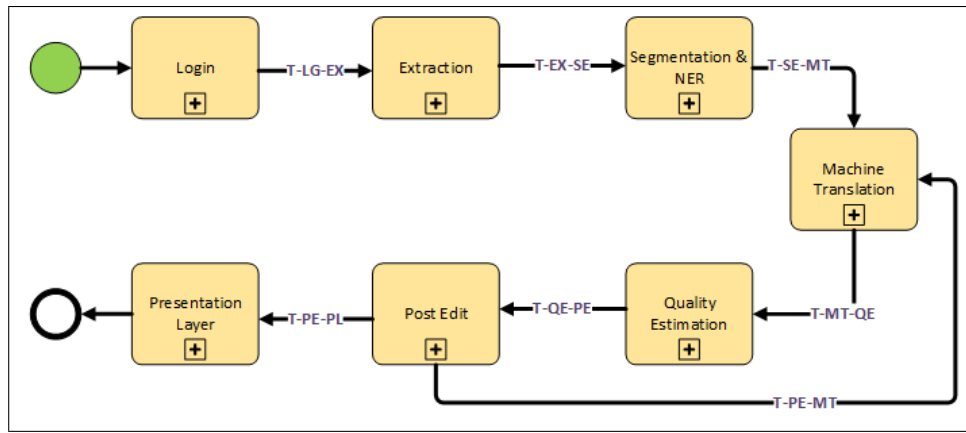 Login
T-LG-EX
Extraction
T-EX-SE
Segmentation &
NER
T-SE-MT
Machine
Translation
Presentation
Layer
T-PE-PL
Post Edit
T-QE-PE
Quality
Estimation
T-MT-QE
T-PE-MT